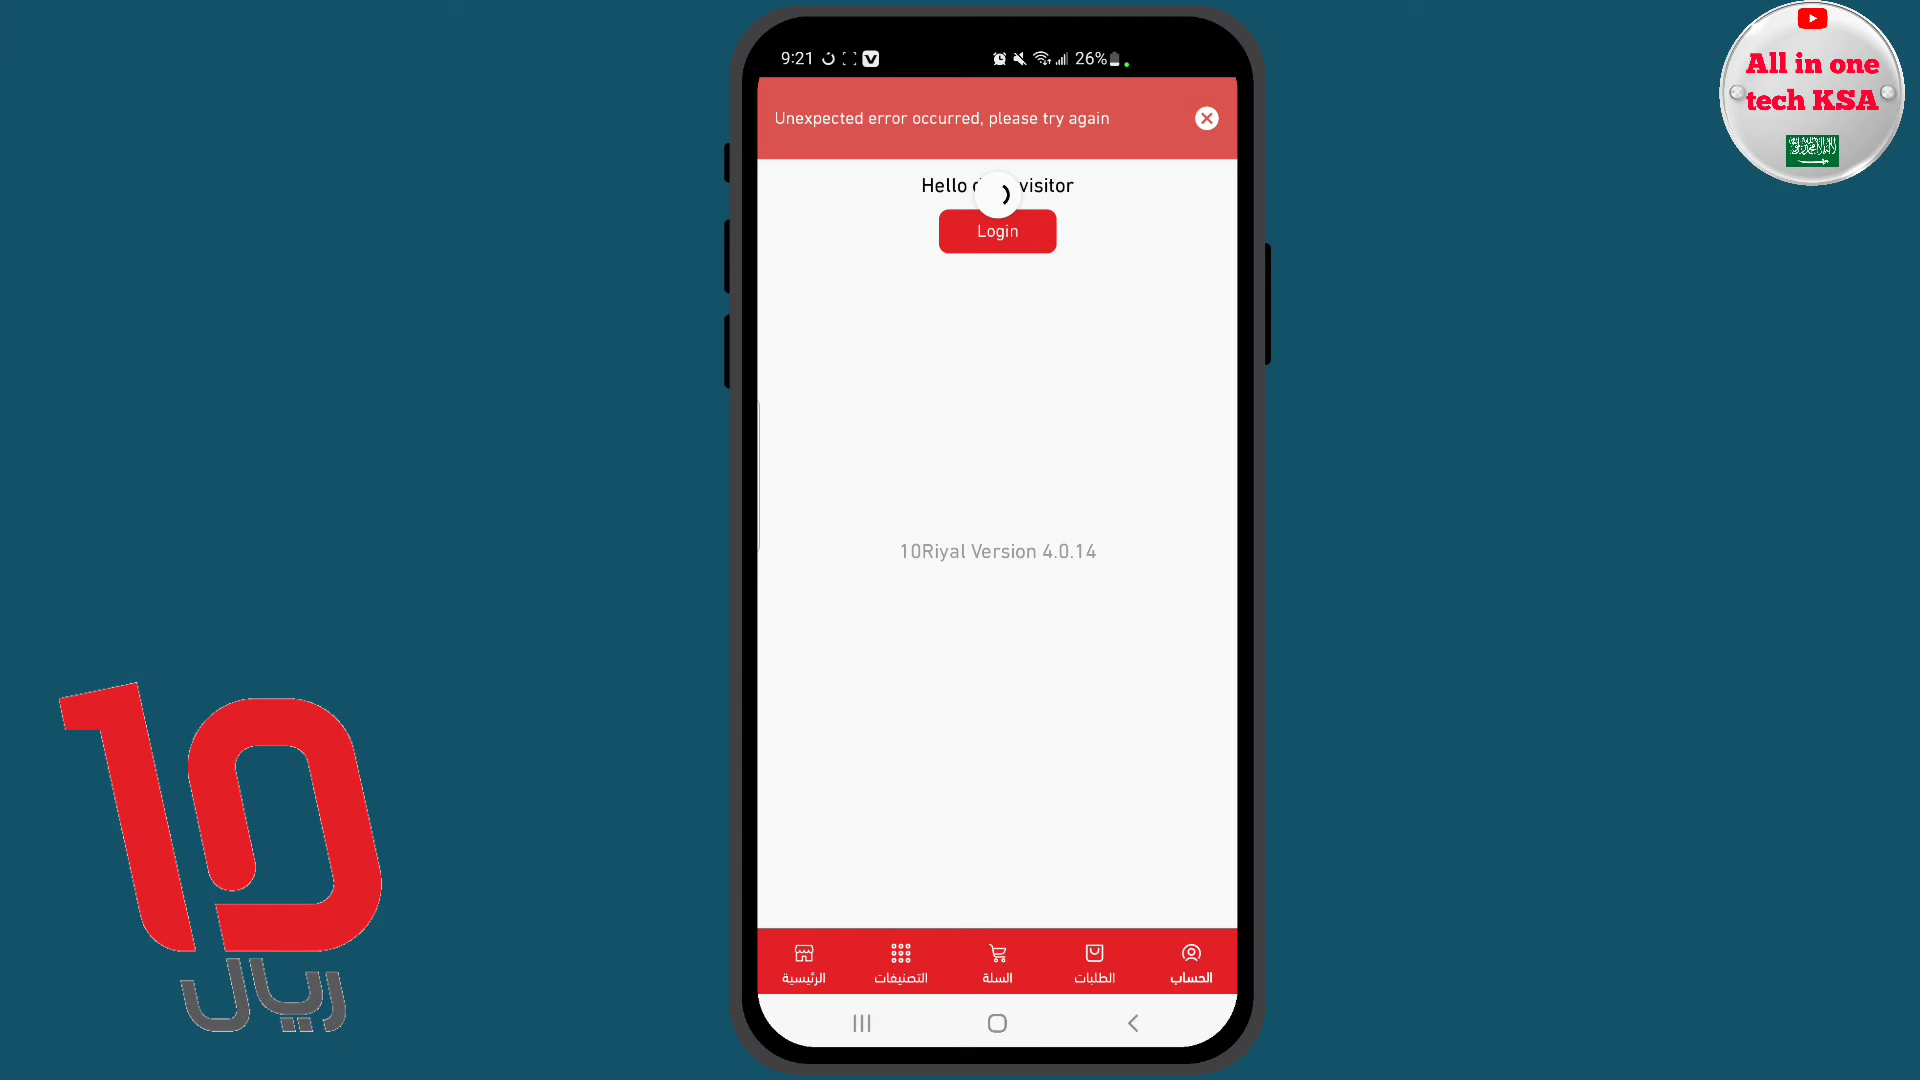 9:21
26%
Unexpected error occurred, please try again
Hello visitor
Login
10Riyal Version 4.0.14
الرئيسية
التصنيفات
السلة
الطلبات
الحساب
All in one
tech KSA
10
ريال